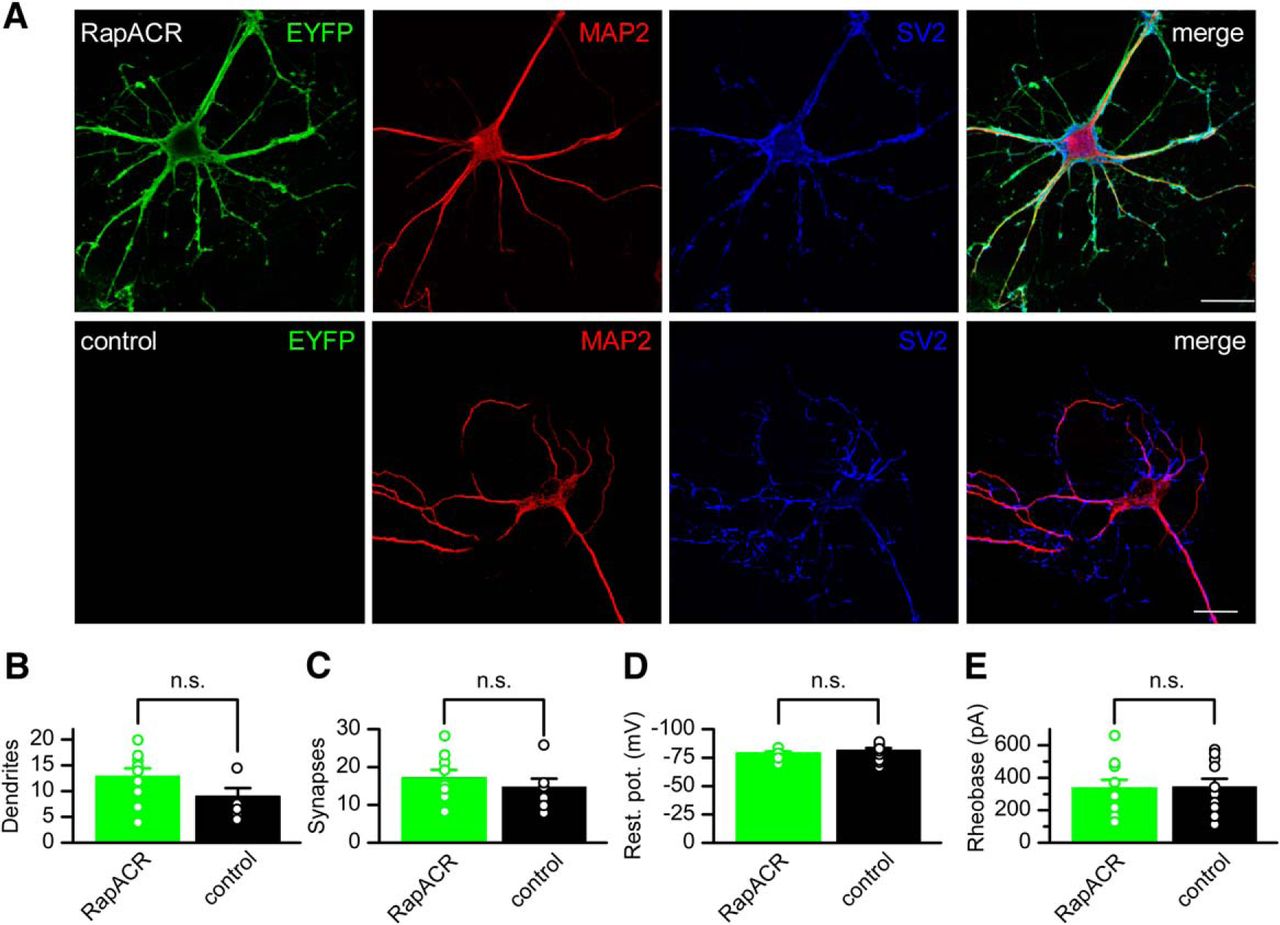 A
RapACR EYFP MAP2 SV2 merge
control EYFP MAP2 SV2 merge
B C D E
n.s. n.s. n.s. n.s.
Dendrites
20
15
10
5
0
RapACR control
Synapses
30
20
10
0
RapACR control
Rest. pot. (mV)
-100
-75
-50
-25
0
RapACR control
Rheobase (pA)
600
400
200
0
RapACR control